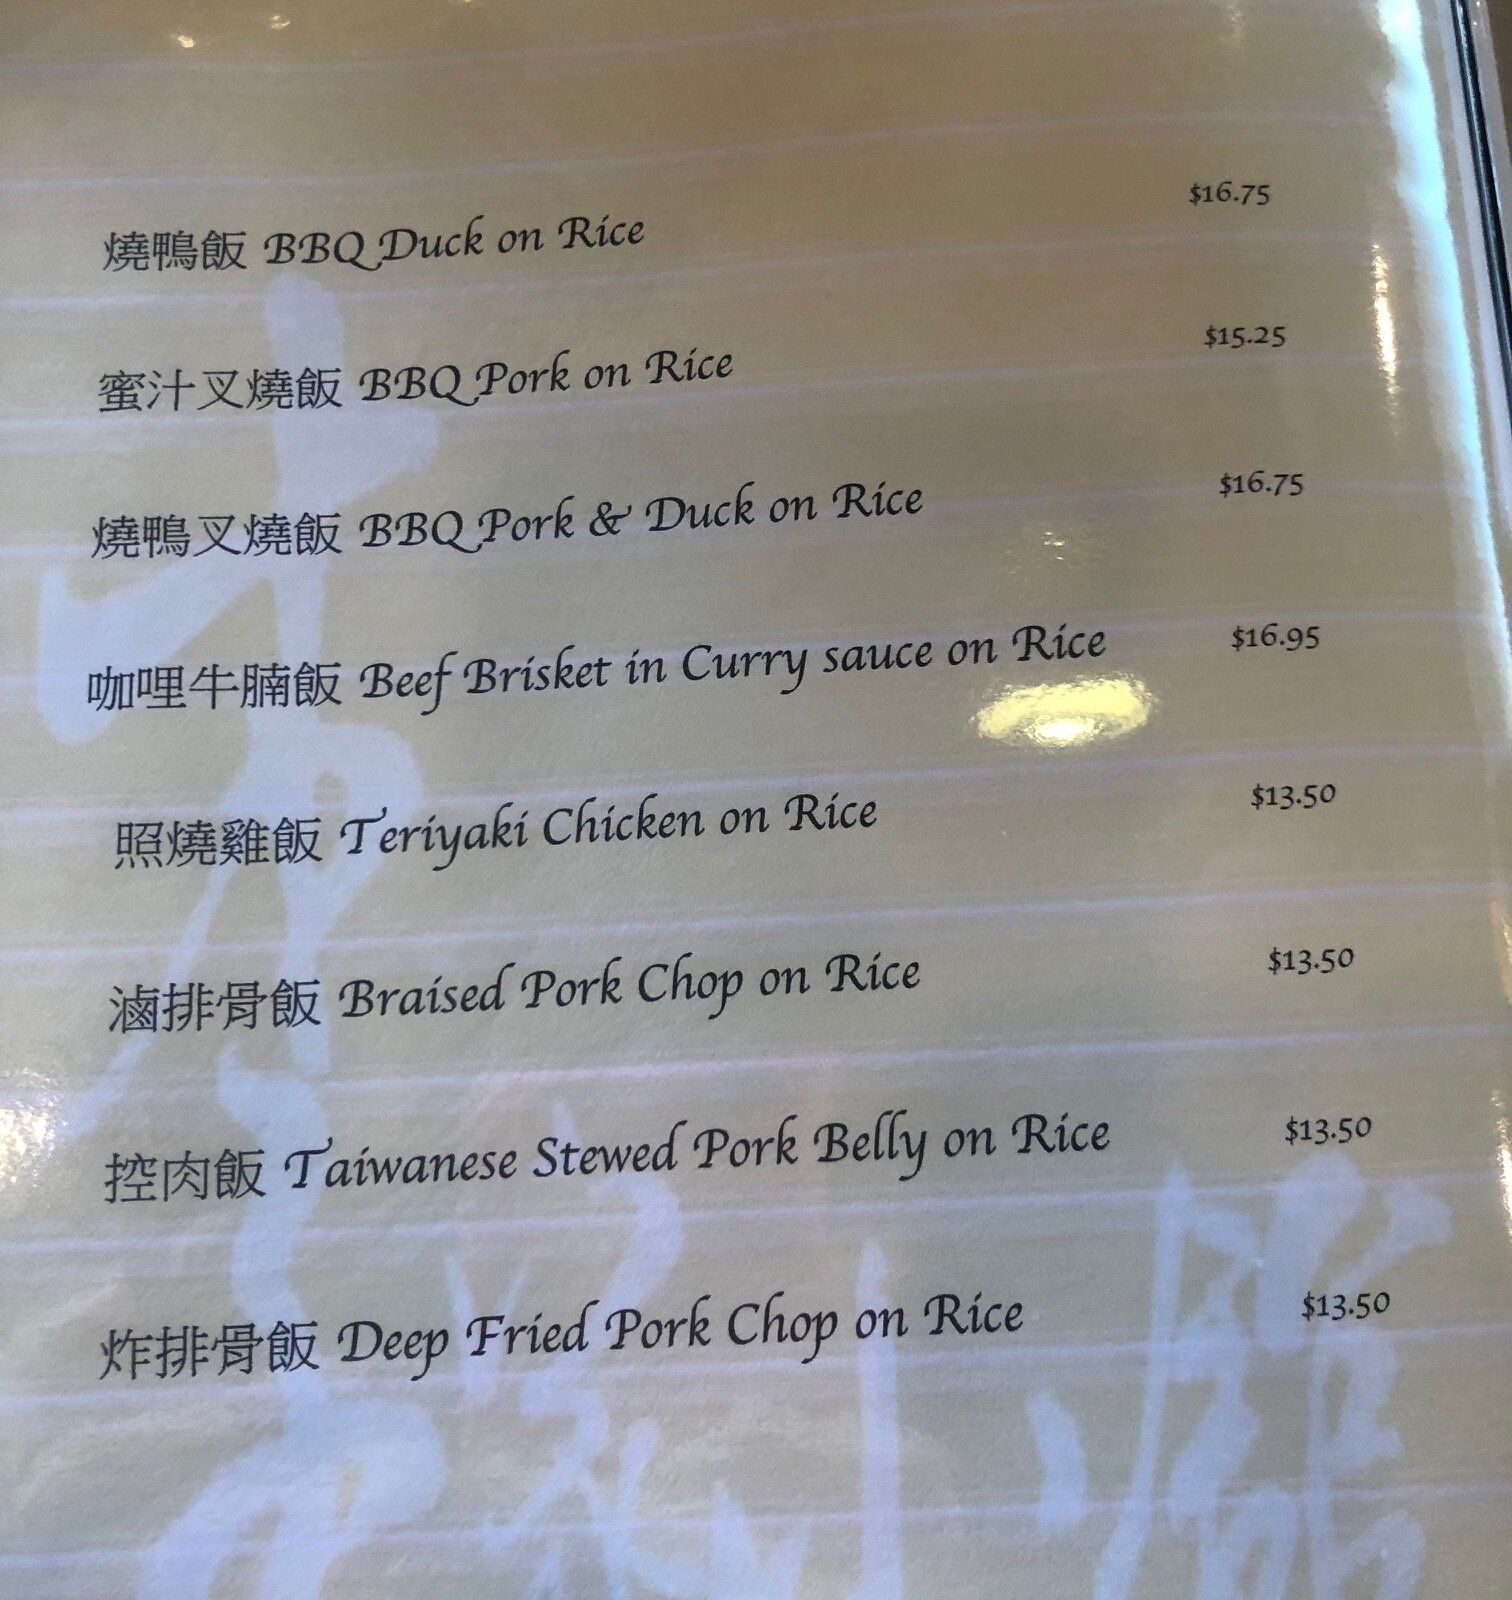 燒鴨飯 BBQ Duck on Rice $16.75
蜜汁叉燒飯 BBQ Pork on Rice $15.25
燒鴨叉燒飯 BBQ Pork & Duck on Rice $16.75
咖哩牛腩飯 Beef Brisket in Curry sauce on Rice $16.95
照燒雞飯 Teriyaki Chicken on Rice $13.50
滷排骨飯 Braised Pork Chop on Rice $13.50
控肉飯 Taiwanese Stewed Pork Belly on Rice $13.50
炸排骨飯 Deep Fried Pork Chop on Rice $13.50